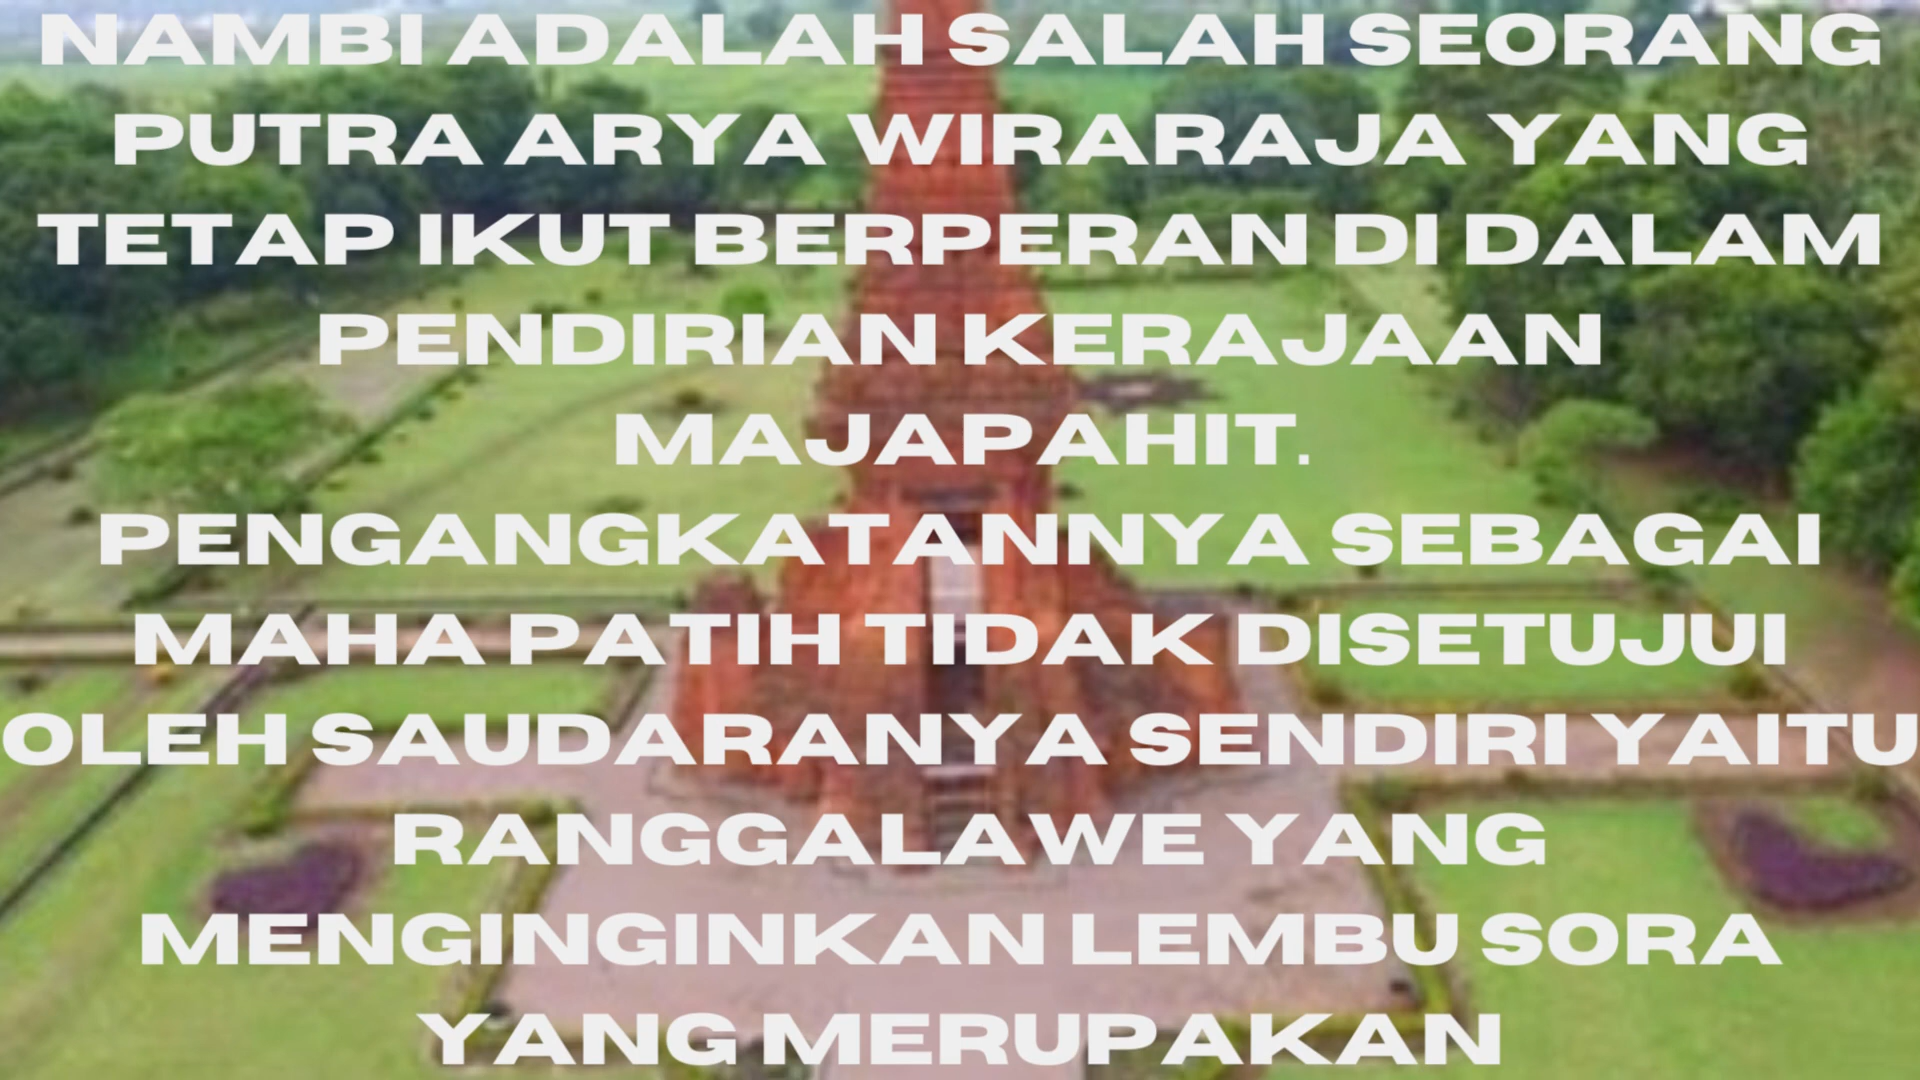 NAMBI ADALAH SALAH SEORANG
PUTRA ARYA WIRARAJA YANG
TETAP IKUT BERPERAN DI DALAM
PENDIRIAN KERAJAAN
MAJAPAHIT.
PENGANGKATANNYA SEBAGAI
MAHA PATIH TIDAK DISETUJUI
OLEH SAUDARANYA SENDIRI YAITU
RANGGALAWE YANG
MENGINGINKAN LEMBU SORA
YANG MERUPAKAN